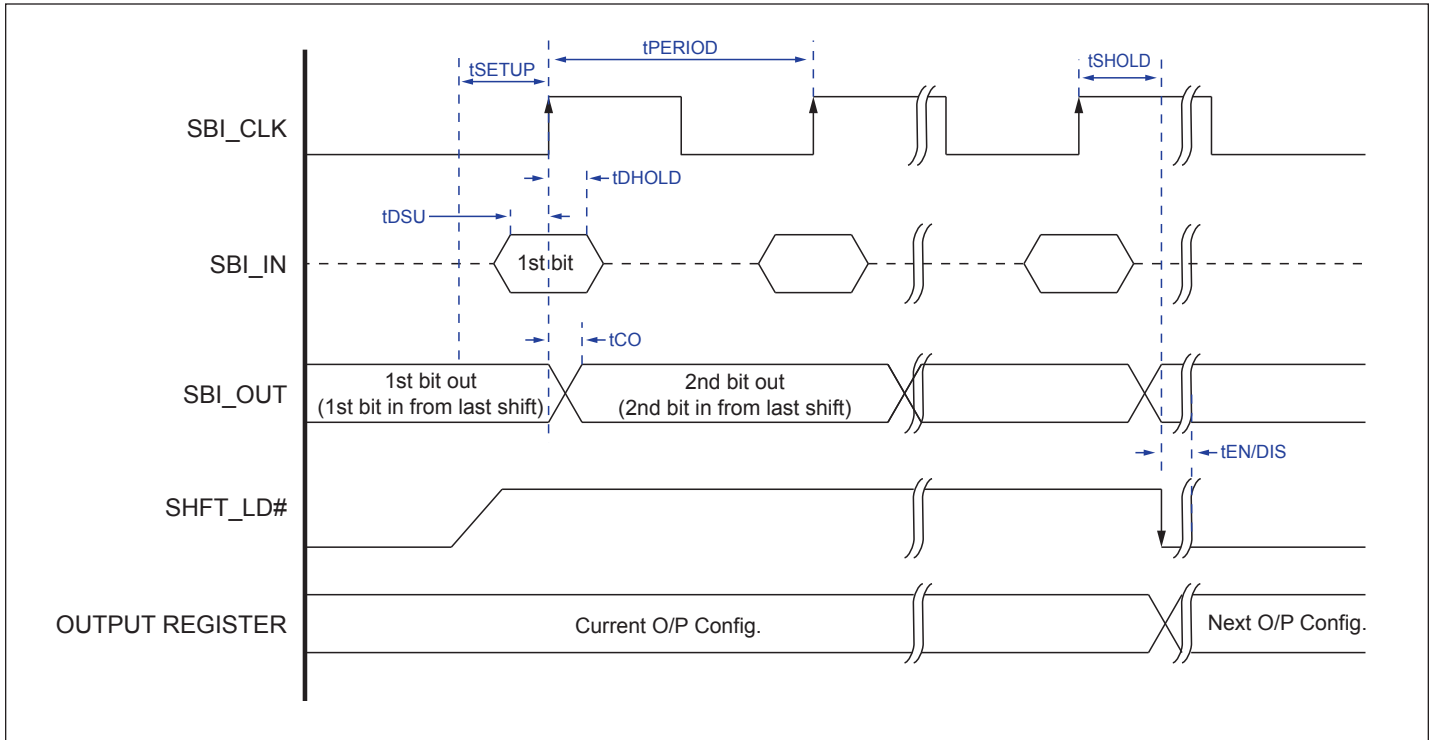 tPERIOD
tSETUP
tSHOLD
SBI_CLK
tDHOLD
tDSU
SBI_IN
1st bit
tCO
SBI_OUT
1st bit out
(1st bit in from last shift)
2nd bit out
(2nd bit in from last shift)
tEN/DIS
SHFT_LD#
OUTPUT REGISTER
Current O/P Config.
Next O/P Config.